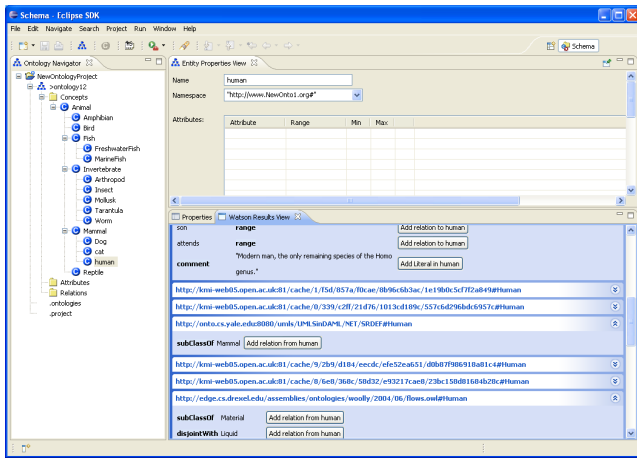 Schema - Eclipse SDK
File Edit Navigate Search Project Run Window Help
Schema
Ontology Navigator
NewOntologyProject
>ontology12
Concepts
Animal
Amphibian
Bird
Fish
FreshwaterFish
MarineFish
Invertebrate
Arthropod
Insect
Mollusk
Tarantula
Worm
Mammal
Dog
cat
human
Reptile
Attributes
Relations
.ontologies
.project
Entity Properties View
Name human
Namespace "http://www.NewOnto1.org#"
Attributes: Attribute Range Min Max
Properties Watson Results View
son range Add relation to human
attends range Add relation to human
"Modern man, the only remaining species of the Homo
comment Add Literal in human
genus."
http://kmi-web05.open.ac.uk:81/cache/1/f5d/857a/f0cae/8b96c6b3ac/1e19b0c5cf7f2a849#Human
http://kmi-web05.open.ac.uk:81/cache/0/339/c2ff/21d76/1013cd189c/557c6d296bdc6957c#Human
http://onto.cs.yale.edu:8080/umls/UMLSinDAML/NET/SRDEF#Human
subClassOf Mammal Add relation from human
http://kmi-web05.open.ac.uk:81/cache/9/2b9/d184/eecdc/efe52ea651/d0b07f986918a81c4#Human
http://kmi-web05.open.ac.uk:81/cache/8/6e8/368c/58d32/e93217cae8/23bc158d81684b28c#Human
http://edge.cs.drexel.edu/assemblies/ontologies/woolly/2004/06/flows.owl#Human
subClassOf Material Add relation from human
disjointWith Liquid Add relation from human